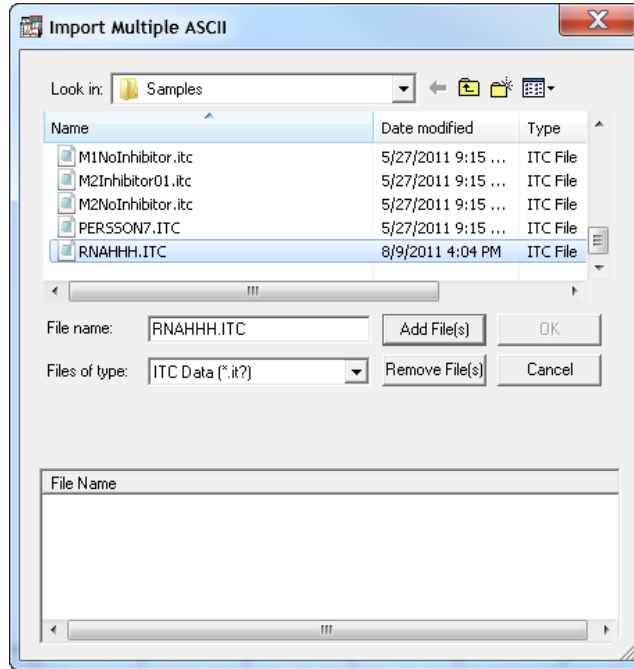 Import Multiple ASCII
Look in: Samples
Name Date modified Type
M1NoInhibitor.itc 5/27/2011 9:15 ... ITC File
M2Inhibitor01.itc 5/27/2011 9:15 ... ITC File
M2NoInhibitor.itc 5/27/2011 9:15 ... ITC File
PERSSON7.ITC 5/27/2011 9:15 ... ITC File
RNAHHH.ITC 8/9/2011 4:04 PM ITC File
File name: RNAHHH.ITC Add File(s) OK
Files of type: ITC Data (*.it?) Remove File(s) Cancel
File Name